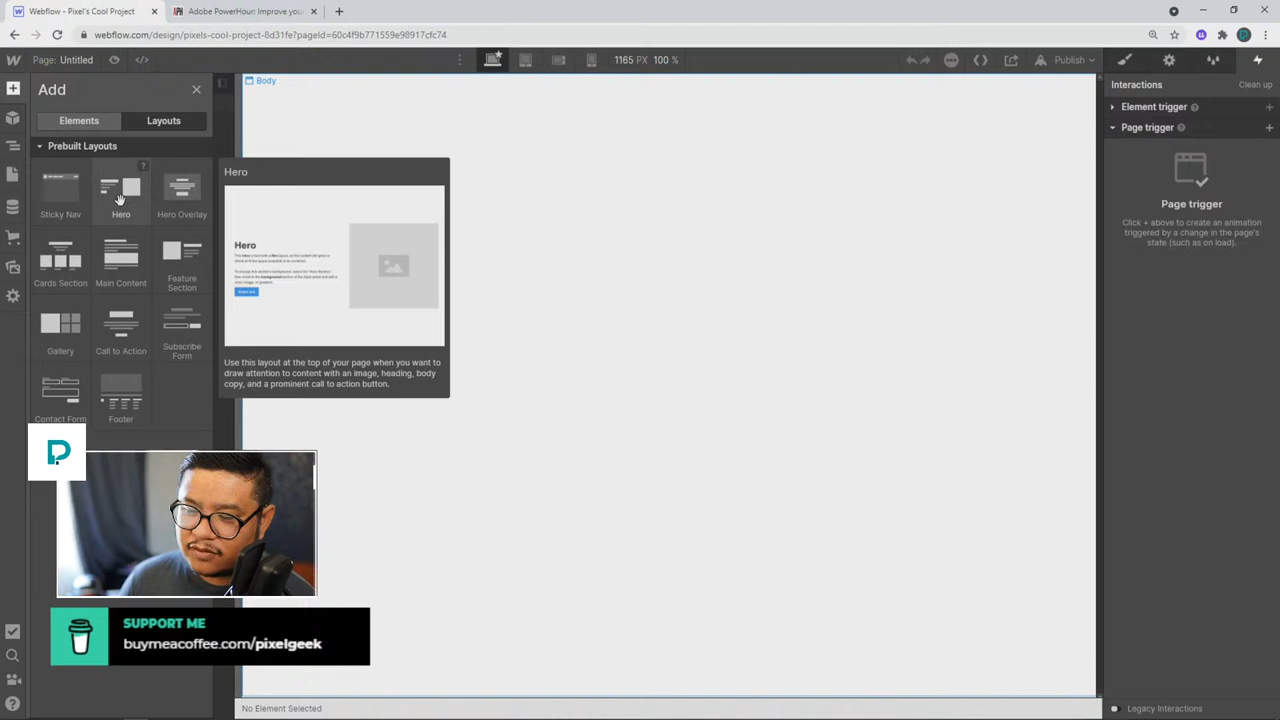 Webflow - Pixel's Cool Project
Adobe PowerHour: Improve your
webflow.com/design/pixels-cool-project-8d31fe?pageId=60c4f9b771559e98917cfc74
Page: Untitled
1165 PX 100 %
Publish
Add
Elements
Layouts
Prebuilt Layouts
Sticky Nav
Hero
Hero Overlay
Cards Section
Main Content
Feature
Section
Gallery
Call to Action
Subscribe
Form
Contact Form
Footer
Body
Hero
Hero
Use this layout at the top of your page when you want to
draw attention to content with an image, heading, body
copy, and a prominent call to action button.
Interactions
Clean up
Element trigger
Page trigger
Page trigger
Click + above to create an animation
triggered by a change in the page's
state (such as on load).
SUPPORT ME
buymeacoffee.com/pixelgeek
No Element Selected
Legacy Interactions